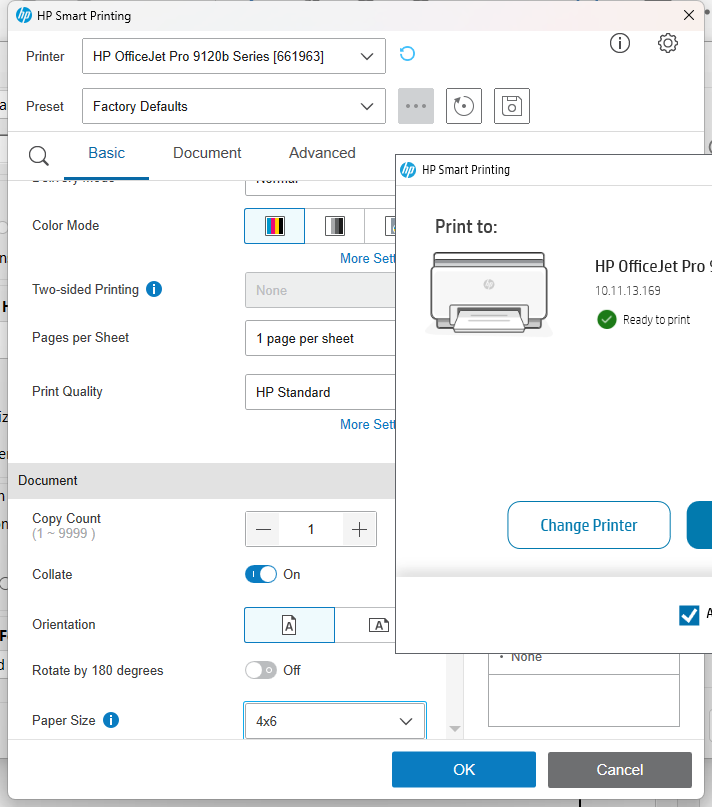 HP Smart Printing
Printer
HP OfficeJet Pro 9120b Series [661963]
Preset
Factory Defaults
Basic
Document
Advanced
Color Mode
More Sett
Two-sided Printing
None
Pages per Sheet
1 page per sheet
Print Quality
HP Standard
More Sett
Document
Copy Count
(1 ~ 9999 )
1
Collate
On
Orientation
Rotate by 180 degrees
Off
Paper Size
4x6
OK
Cancel
HP Smart Printing
Print to:
HP OfficeJet Pro 9
10.11.13.169
Ready to print
Change Printer
None